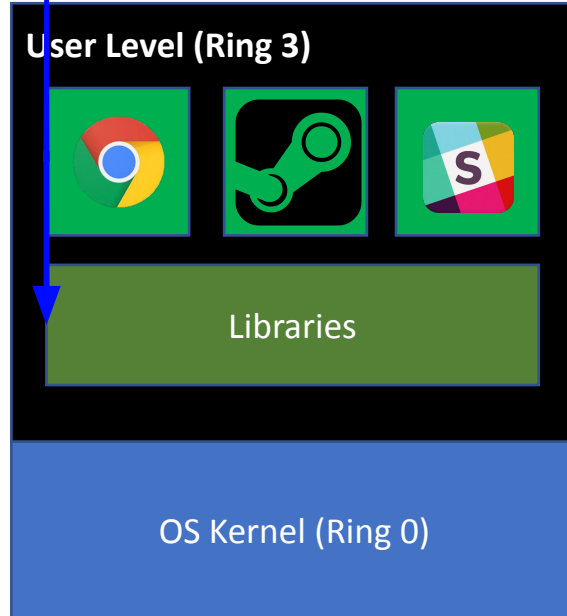 User Level (Ring 3)
S
Libraries
OS Kernel (Ring 0)